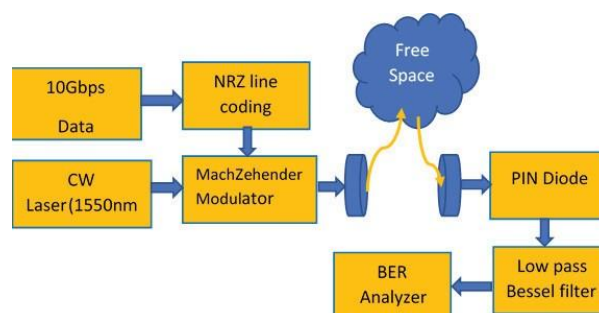 10Gbps
Data
NRZ line
coding
Free
Space
CW
Laser(1550nm
MachZehender
Modulator
PIN Diode
BER
Analyzer
Low pass
Bessel filter